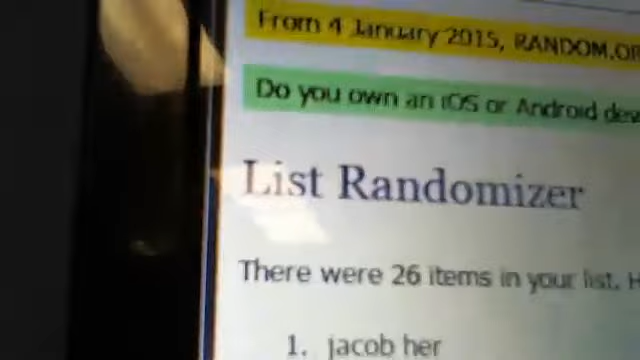 From 4 January 2015, RANDOM.OR
Do you own an iOS or Android dev
List Randomizer
There were 26 items in your list. H
1. jacob her